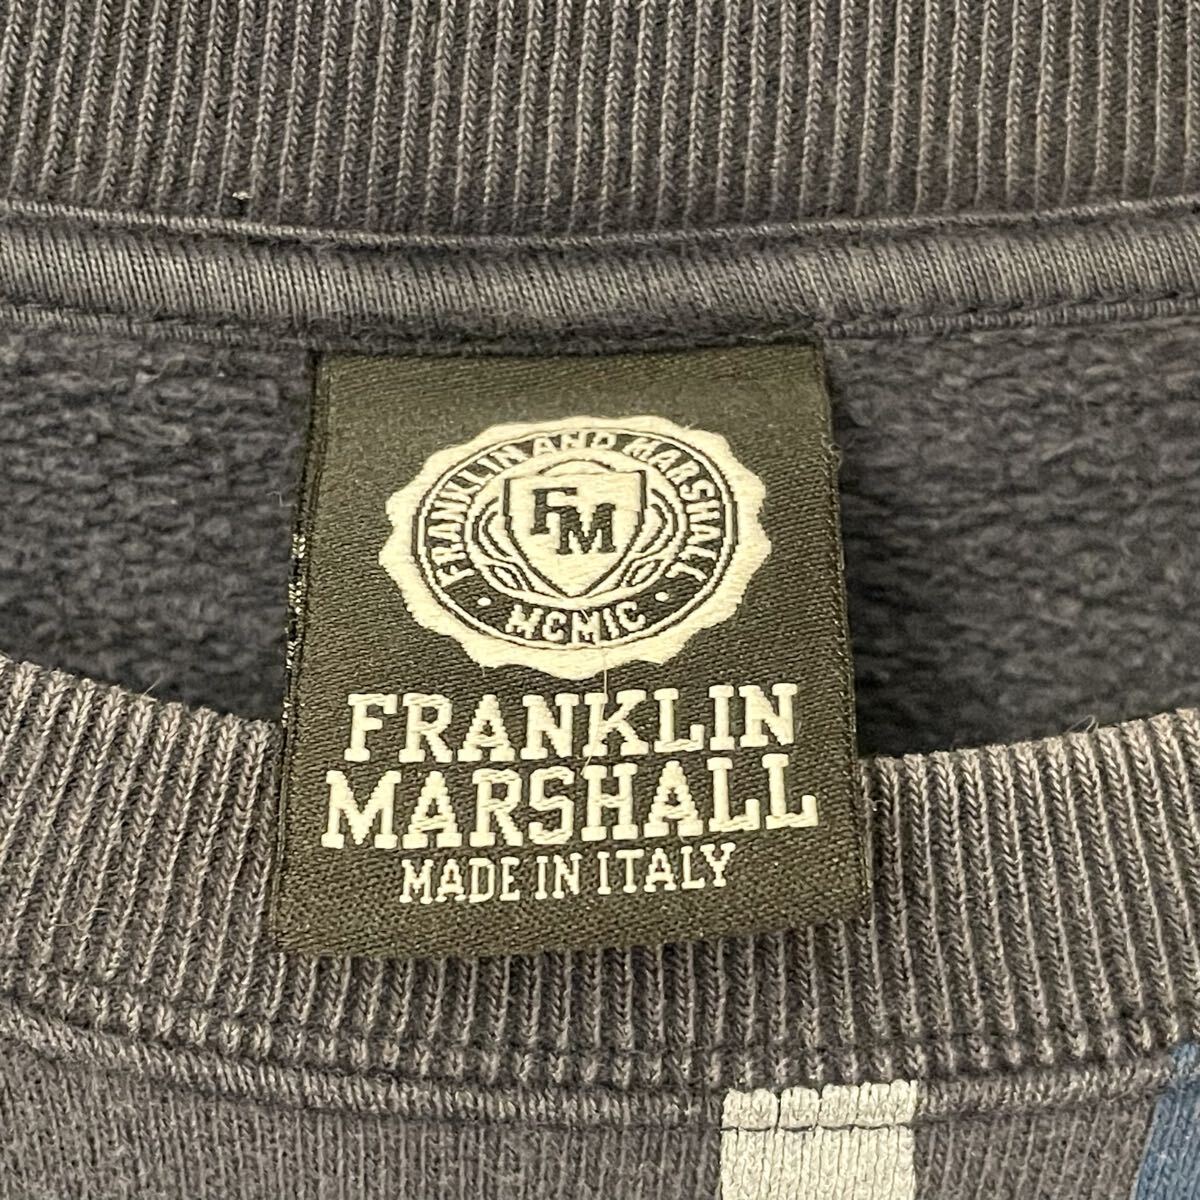 FRANKLIN AND MARSHALL
FM
· MCMIC ·
FRANKLIN
MARSHALL
MADE IN ITALY